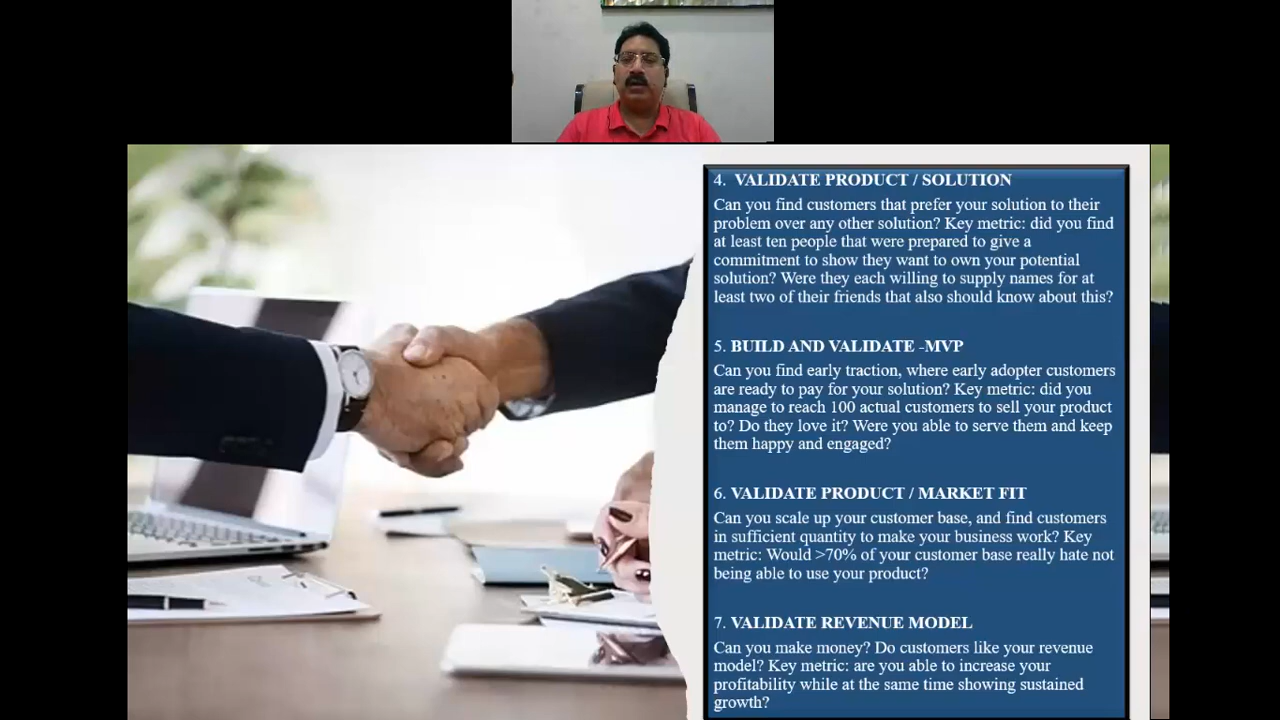 4. VALIDATE PRODUCT / SOLUTION
Can you find customers that prefer your solution to their
problem over any other solution? Key metric: did you find
at least ten people that were prepared to give a
commitment to show they want to own your potential
solution? Were they each willing to supply names for at
least two of their friends that also should know about this?
5. BUILD AND VALIDATE -MVP
Can you find early traction, where early adopter customers
are ready to pay for your solution? Key metric: did you
manage to reach 100 actual customers to sell your product
to? Do they love it? Were you able to serve them and keep
them happy and engaged?
6. VALIDATE PRODUCT / MARKET FIT
Can you scale up your customer base, and find customers
in sufficient quantity to make your business work? Key
metric: Would >70% of your customer base really hate not
being able to use your product?
7. VALIDATE REVENUE MODEL
Can you make money? Do customers like your revenue
model? Key metric: are you able to increase your
profitability while at the same time showing sustained
growth?